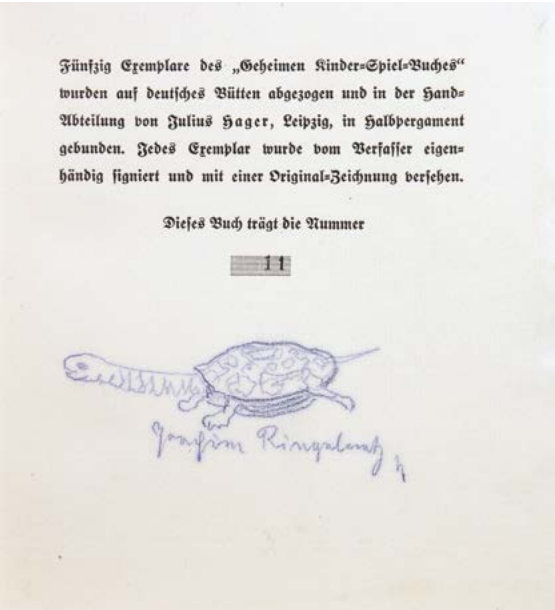 Fünfzig Exemplare des „Geheimen Kinder=Spiel=Buches“
wurden auf deutsches Bütten abgezogen und in der Hand=
Abteilung von Julius Hager, Leipzig, in Halbpergament
gebunden. Jedes Exemplar wurde vom Verfasser eigen=
händig signiert und mit einer Original=Zeichnung versehen.
Dieses Buch trägt die Nummer
11
Joachim Ringelnatz